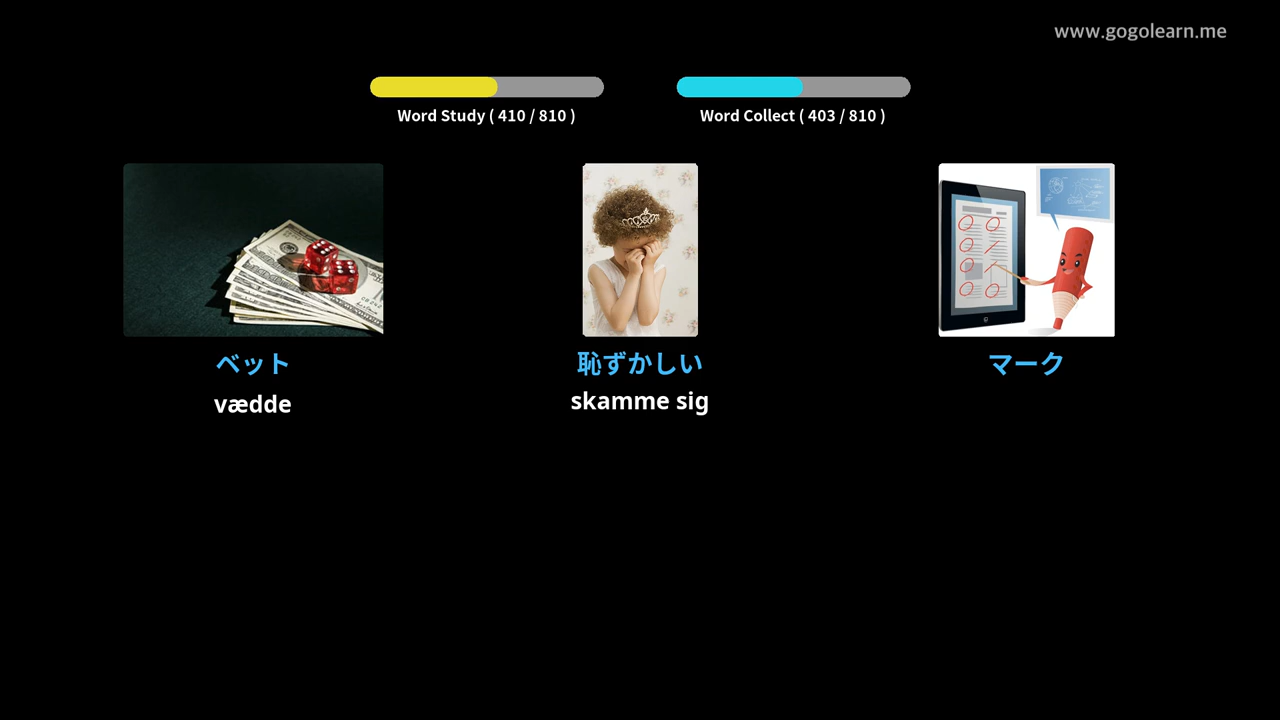 www.gogolearn.me
Word Study ( 410 / 810 )
Word Collect ( 403 / 810 )
ベット
恥ずかしい
マーク
vædde
skamme sig